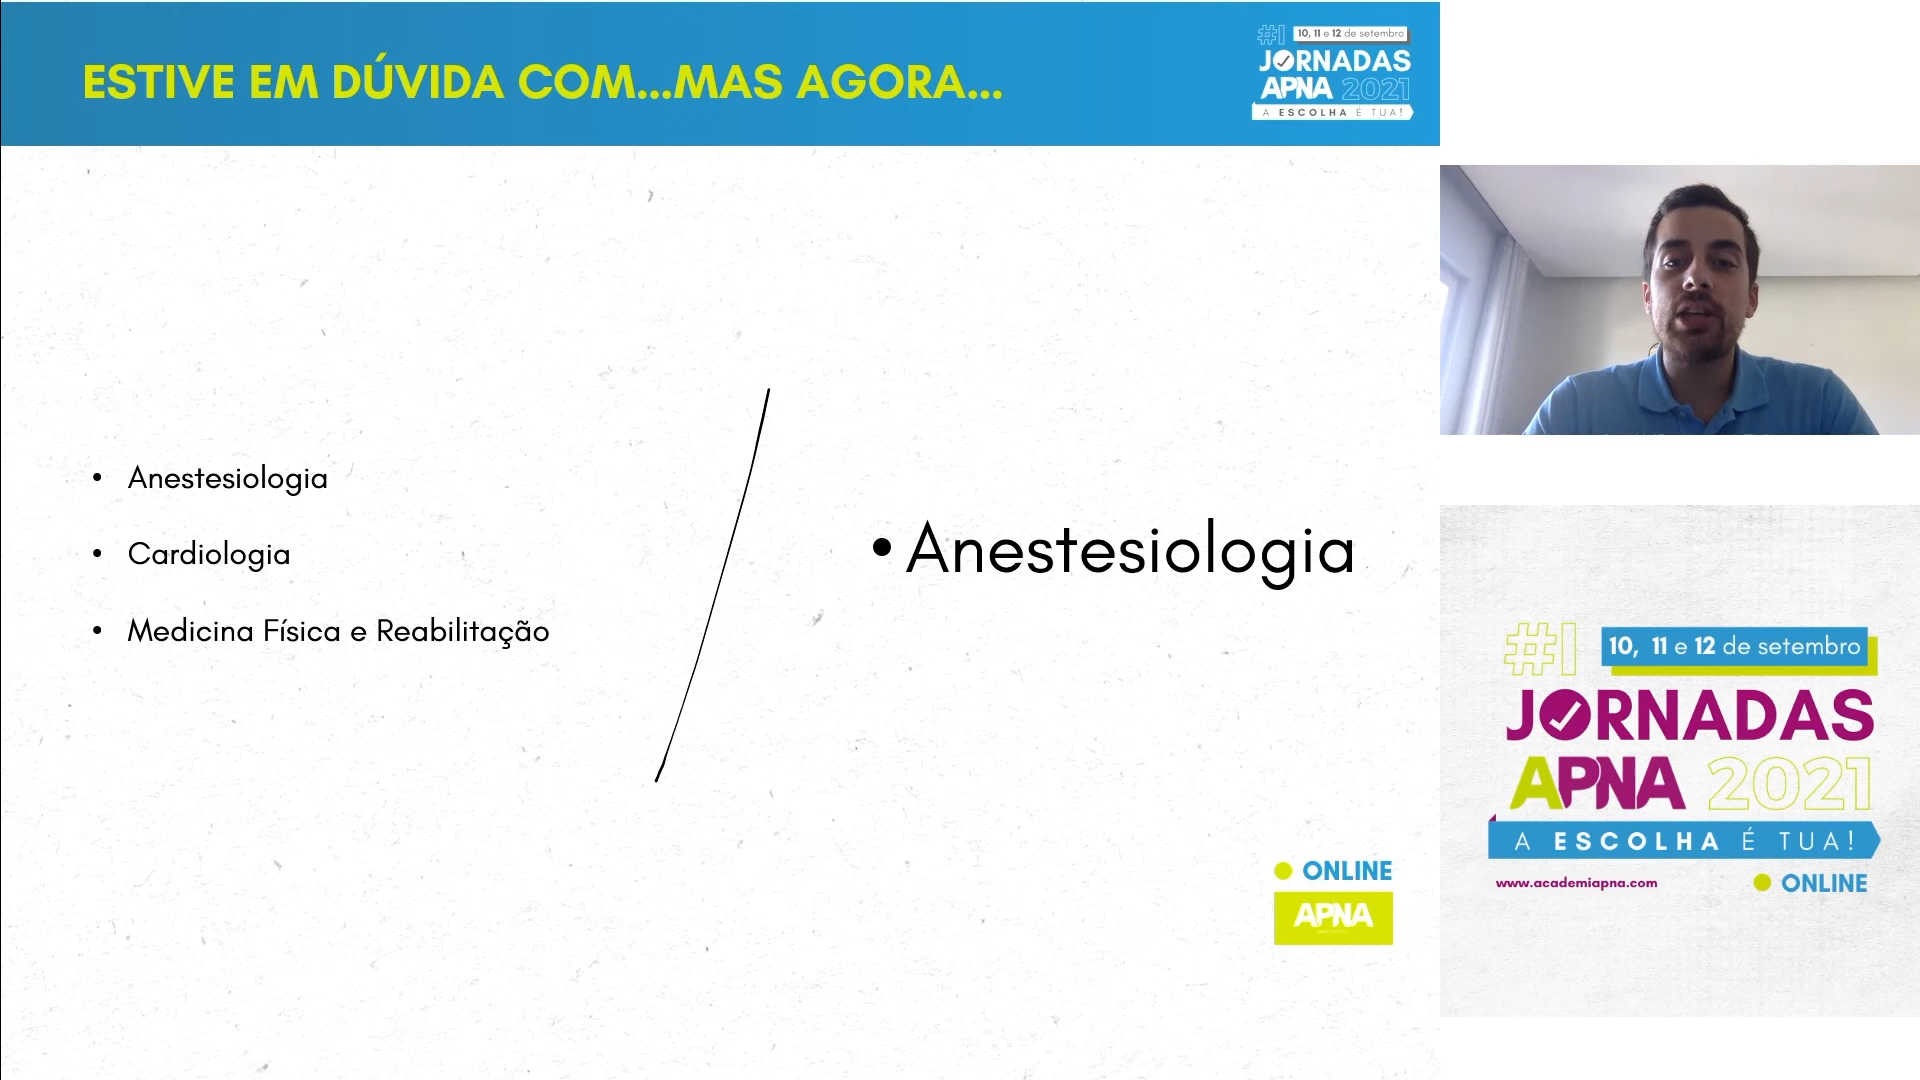 ESTIVE EM DÚVIDA COM...MAS AGORA...
#1 10, 11 e 12 de setembro
JORNADAS
APNA 2021
A ESCOLHA É TUA!
• Anestesiologia
• Cardiologia
• Medicina Física e Reabilitação
• Anestesiologia
ONLINE
APNA
#1 10, 11 e 12 de setembro
JORNADAS
APNA 2021
A ESCOLHA É TUA!
www.academiapna.com
ONLINE